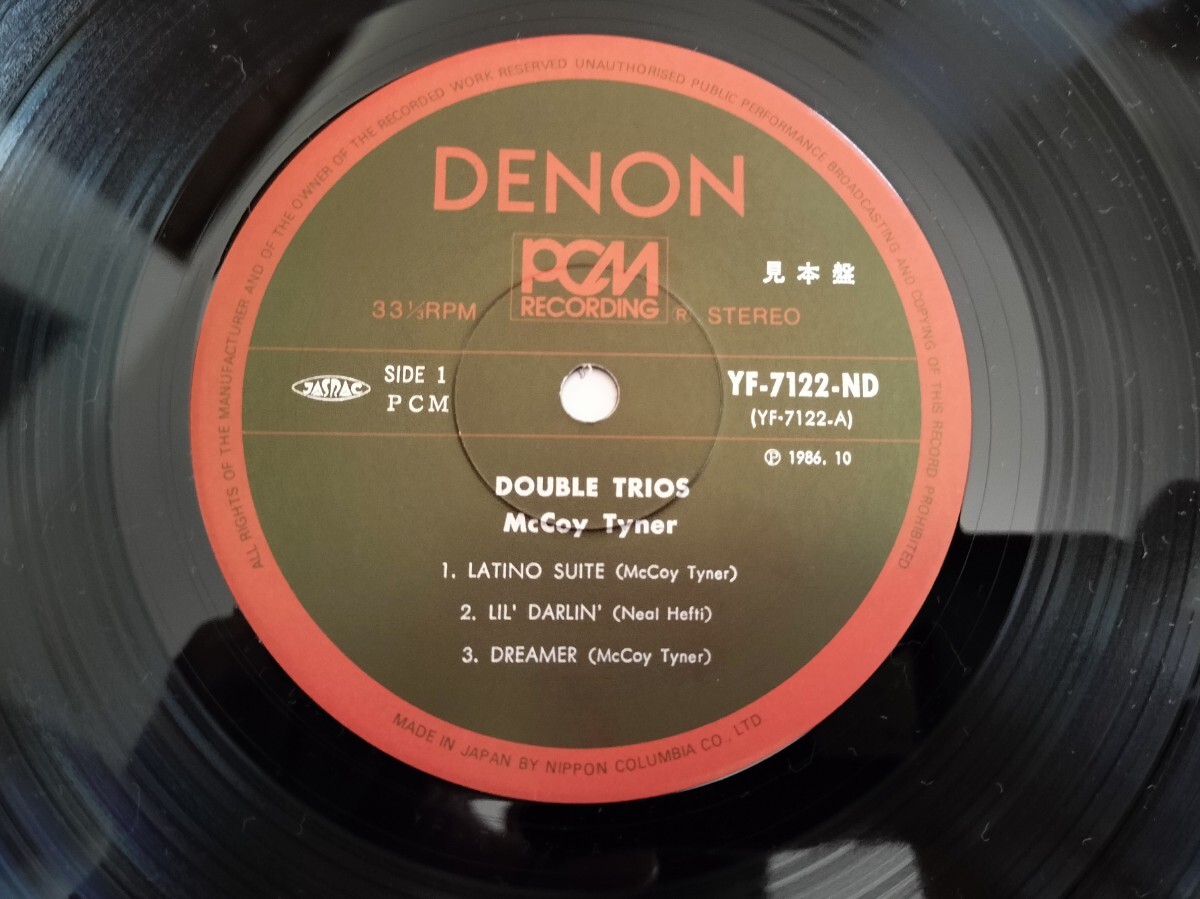 ALL RIGHTS OF THE MANUFACTURER AND OF THE OWNER OF THE RECORDED WORK RESERVED UNAUTHORISED PUBLIC PERFORMANCE BROADCASTING AND COPYING OF THIS RECORD PROHIBITED
DENON
PCM
RECORDING
見本盤
33⅓RPM
® STEREO
JASRAC
SIDE 1
PCM
YF-7122-ND
(YF-7122-A)
℗ 1986. 10
DOUBLE TRIOS
McCoy Tyner
1. LATINO SUITE (McCoy Tyner)
2. LIL' DARLIN' (Neal Hefti)
3. DREAMER (McCoy Tyner)
MADE IN JAPAN BY NIPPON COLUMBIA CO., LTD